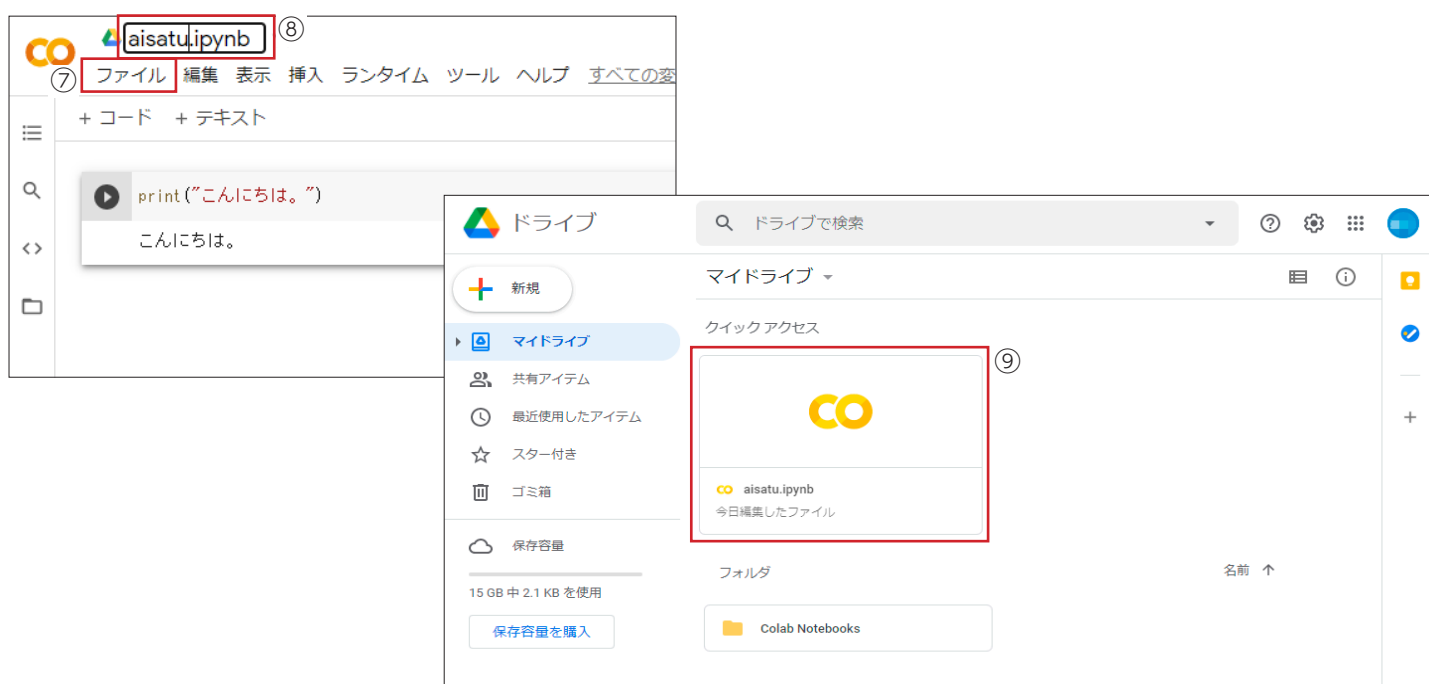 aisatu.ipynb
⑧
⑦
ファイル 編集 表示 挿入 ランタイム ツール ヘルプ すべての変
+ コード + テキスト
print("こんにちは。")
こんにちは。
ドライブ
ドライブで検索
新規
マイドライブ
共有アイテム
最近使用したアイテム
スター付き
ゴミ箱
保存容量
15 GB 中 2.1 KB を使用
保存容量を購入
マイドライブ
クイック アクセス
⑨
aisatu.ipynb
今日編集したファイル
フォルダ
名前 ↑
Colab Notebooks